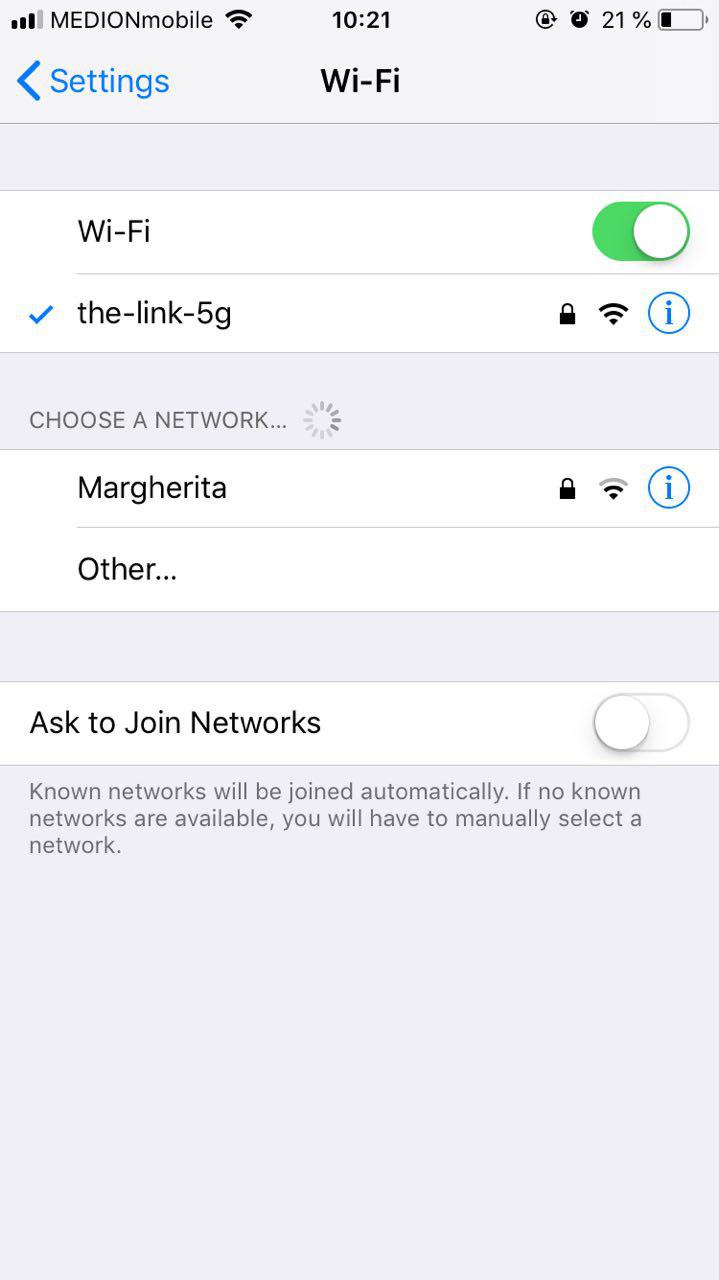 MEDIONmobile 10:21 21 %
Settings Wi-Fi
Wi-Fi
the-link-5g
CHOOSE A NETWORK...
Margherita
Other...
Ask to Join Networks
Known networks will be joined automatically. If no known
networks are available, you will have to manually select a
network.